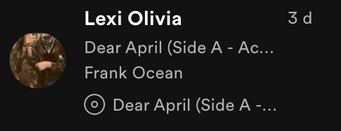 Lexi Olivia
3 d
Dear April (Side A - Ac...
Frank Ocean
Dear April (Side A -...